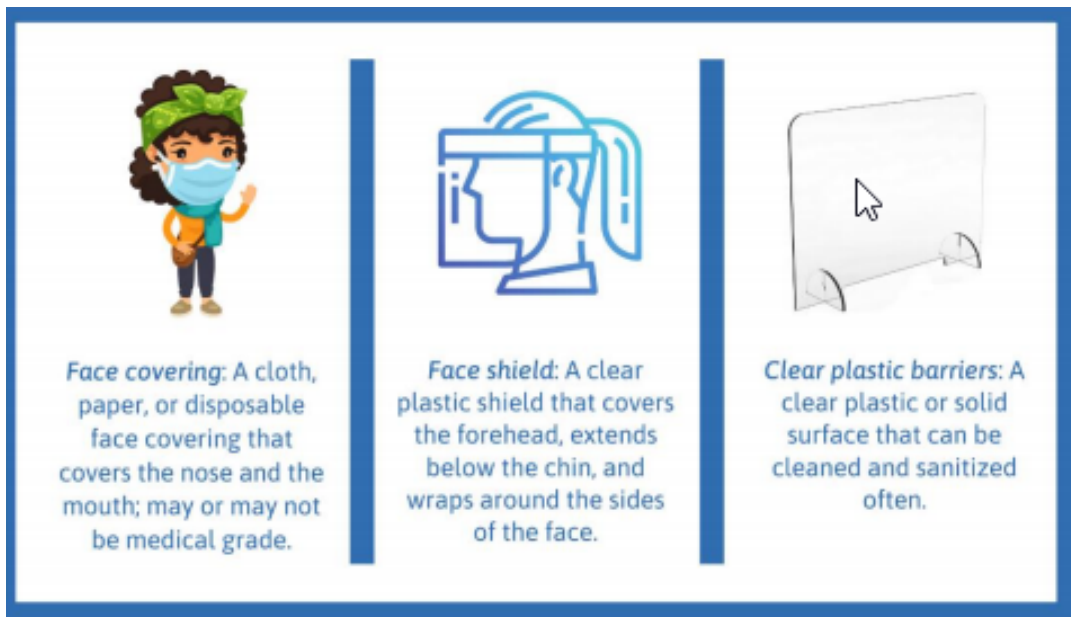 Face covering: A cloth,
paper, or disposable
face covering that
covers the nose and the
mouth; may or may not
be medical grade.
Face shield: A clear
plastic shield that covers
the forehead, extends
below the chin, and
wraps around the sides
of the face.
Clear plastic barriers: A
clear plastic or solid
surface that can be
cleaned and sanitized
often.